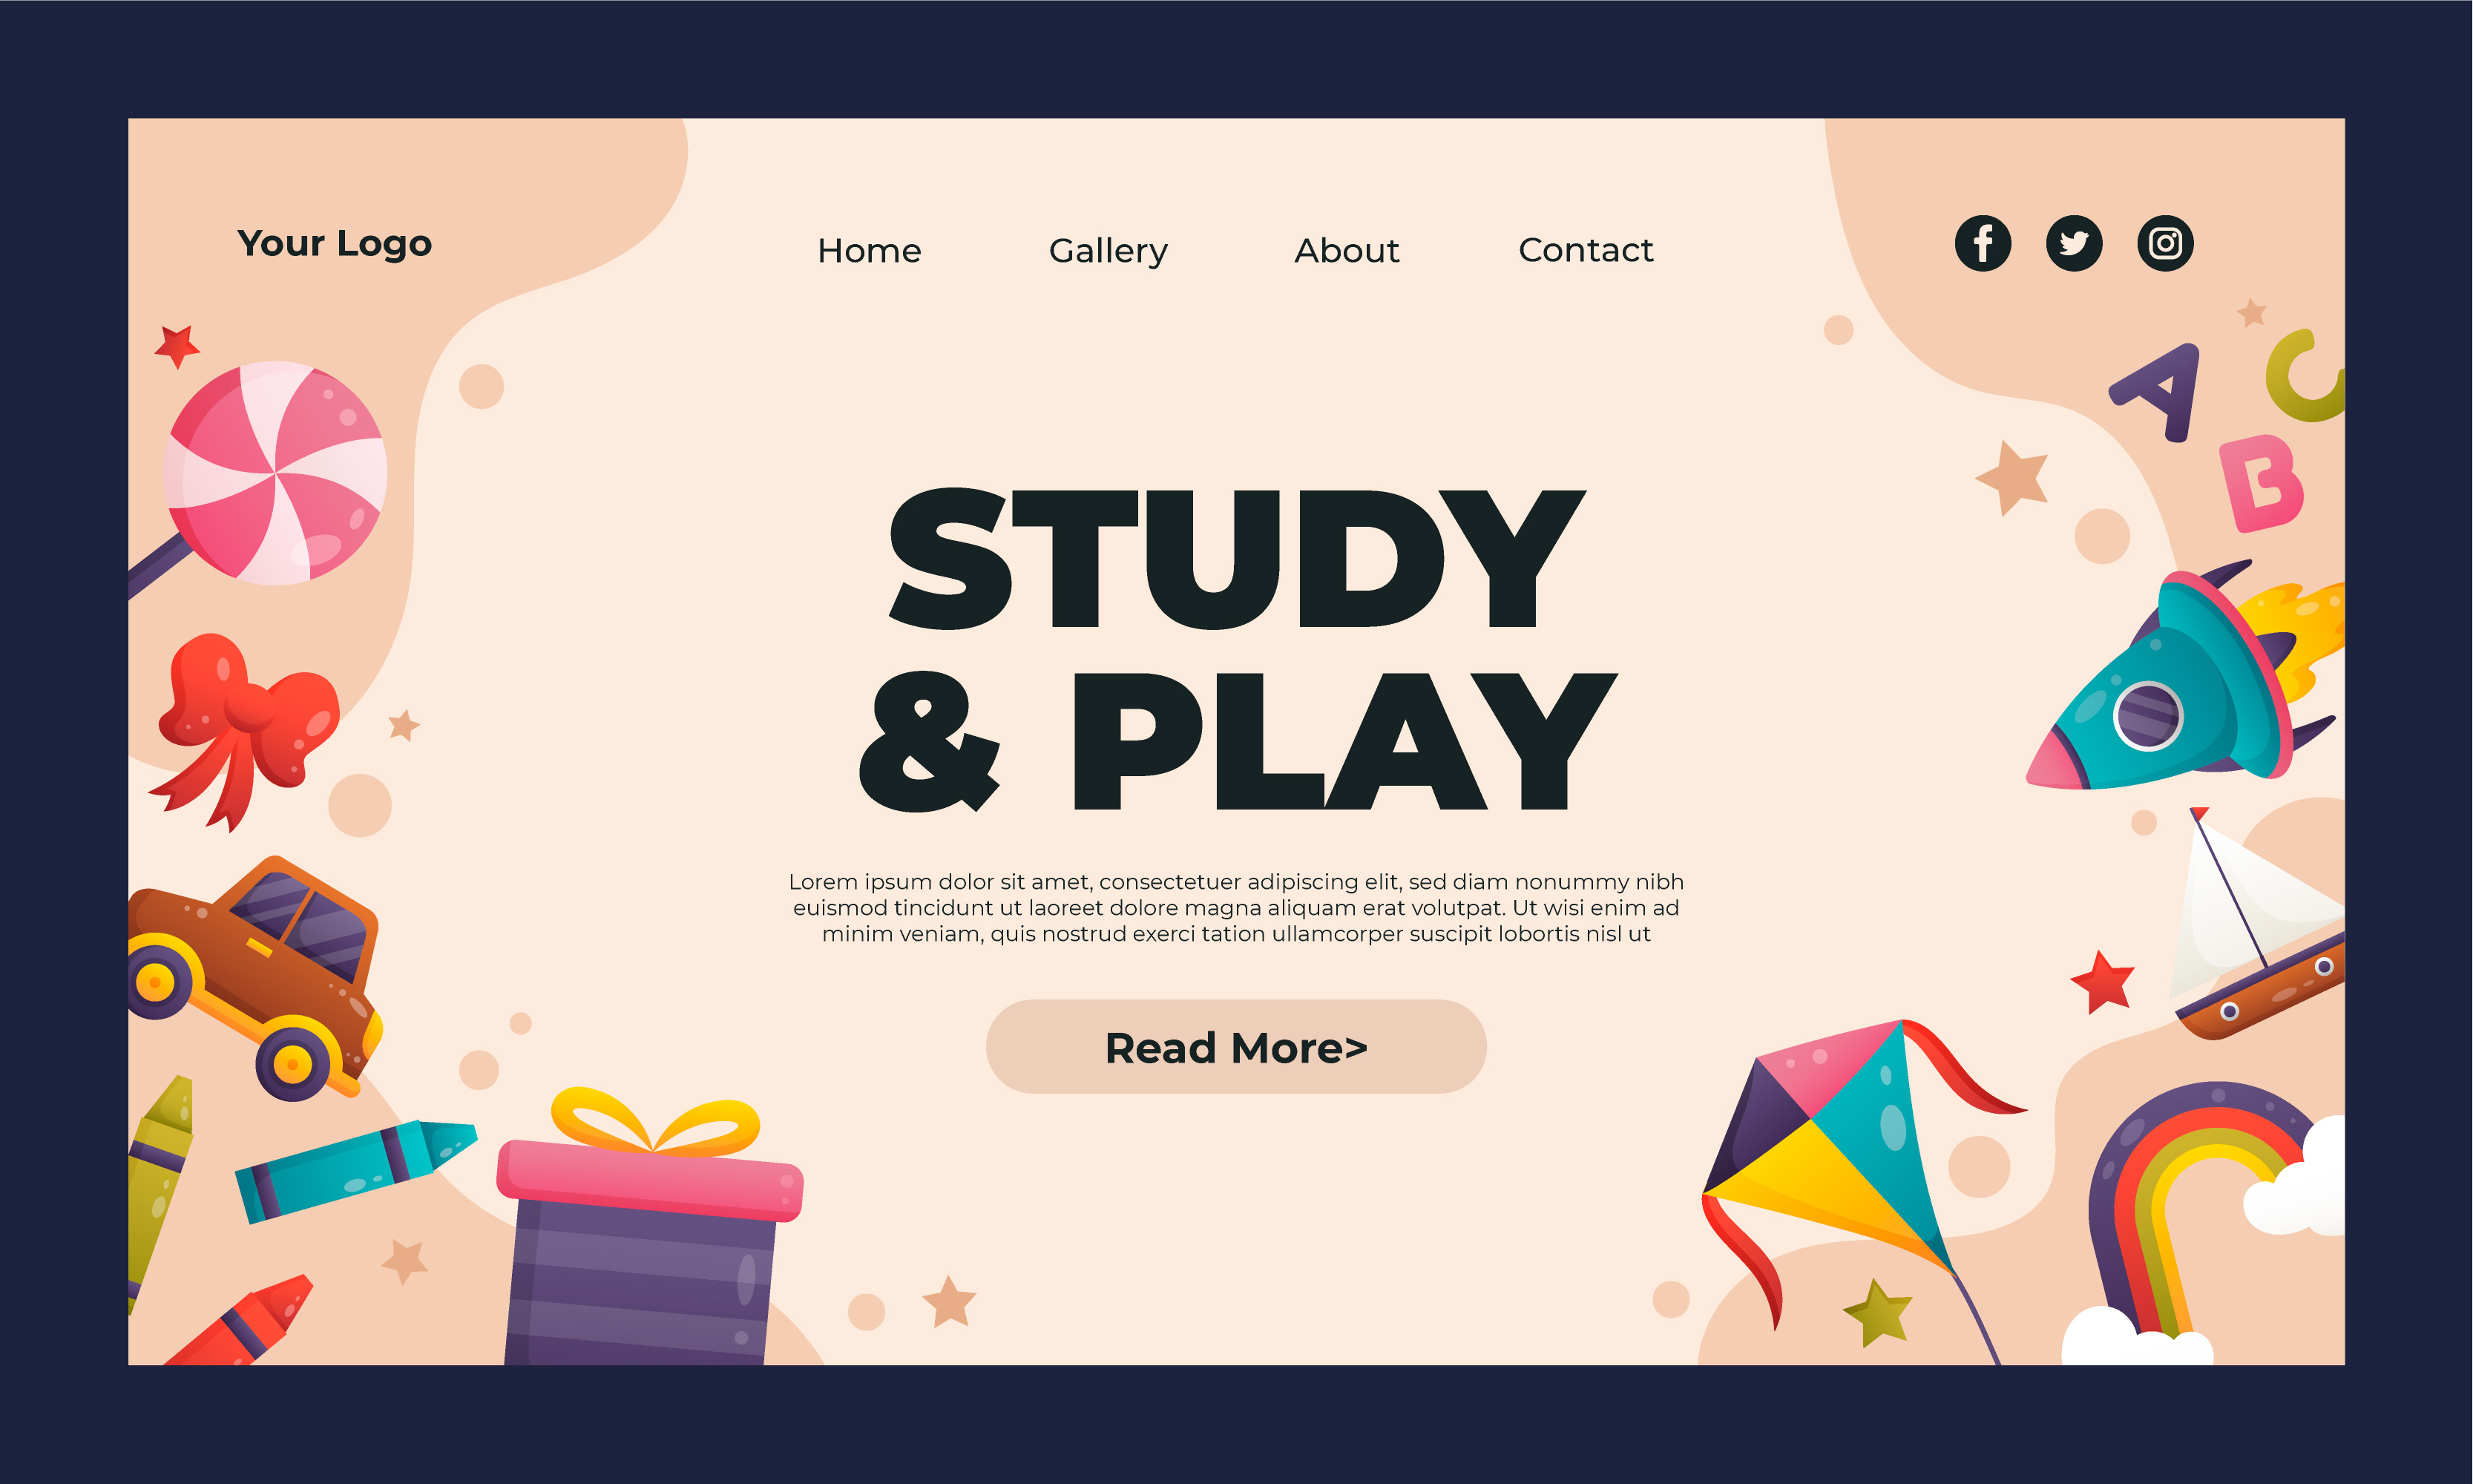 Your Logo
Home Gallery About Contact
A C
B
STUDY
& PLAY
Lorem ipsum dolor sit amet, consectetuer adipiscing elit, sed diam nonummy nibh
euismod tincidunt ut laoreet dolore magna aliquam erat volutpat. Ut wisi enim ad
minim veniam, quis nostrud exerci tation ullamcorper suscipit lobortis nisl ut
Read More>